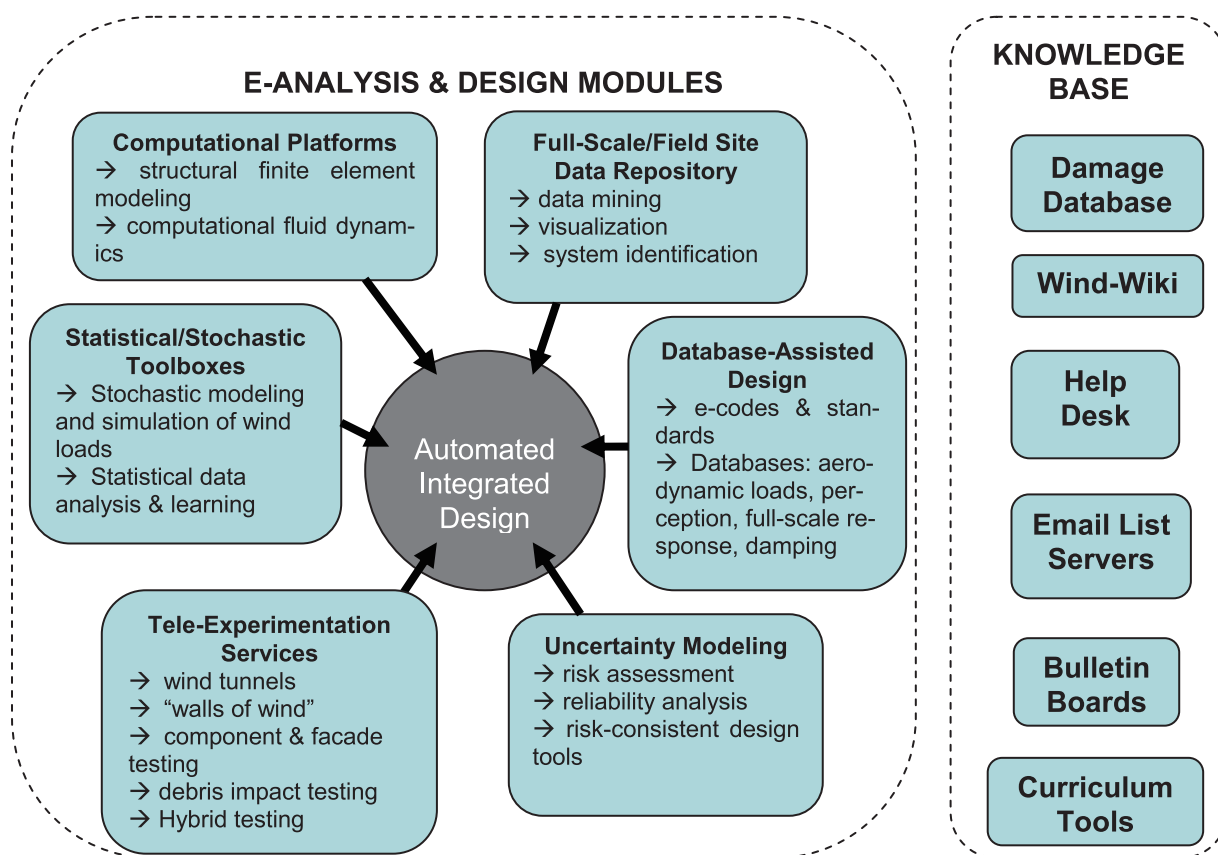 E-ANALYSIS & DESIGN MODULES
Computational Platforms
→ structural finite element
modeling
→ computational fluid dynam-
ics
Full-Scale/Field Site
Data Repository
→ data mining
→ visualization
→ system identification
Statistical/Stochastic
Toolboxes
→ Stochastic modeling
and simulation of wind
loads
→ Statistical data
analysis & learning
Automated
Integrated
Design
Database-Assisted
Design
→ e-codes & stan-
dards
→ Databases: aero-
dynamic loads, per-
ception, full-scale re-
sponse, damping
Tele-Experimentation
Services
→ wind tunnels
→ “walls of wind”
→ component & facade
testing
→ debris impact testing
→ Hybrid testing
Uncertainty Modeling
→ risk assessment
→ reliability analysis
→ risk-consistent design
tools
KNOWLEDGE
BASE
Damage
Database
Wind-Wiki
Help
Desk
Email List
Servers
Bulletin
Boards
Curriculum
Tools